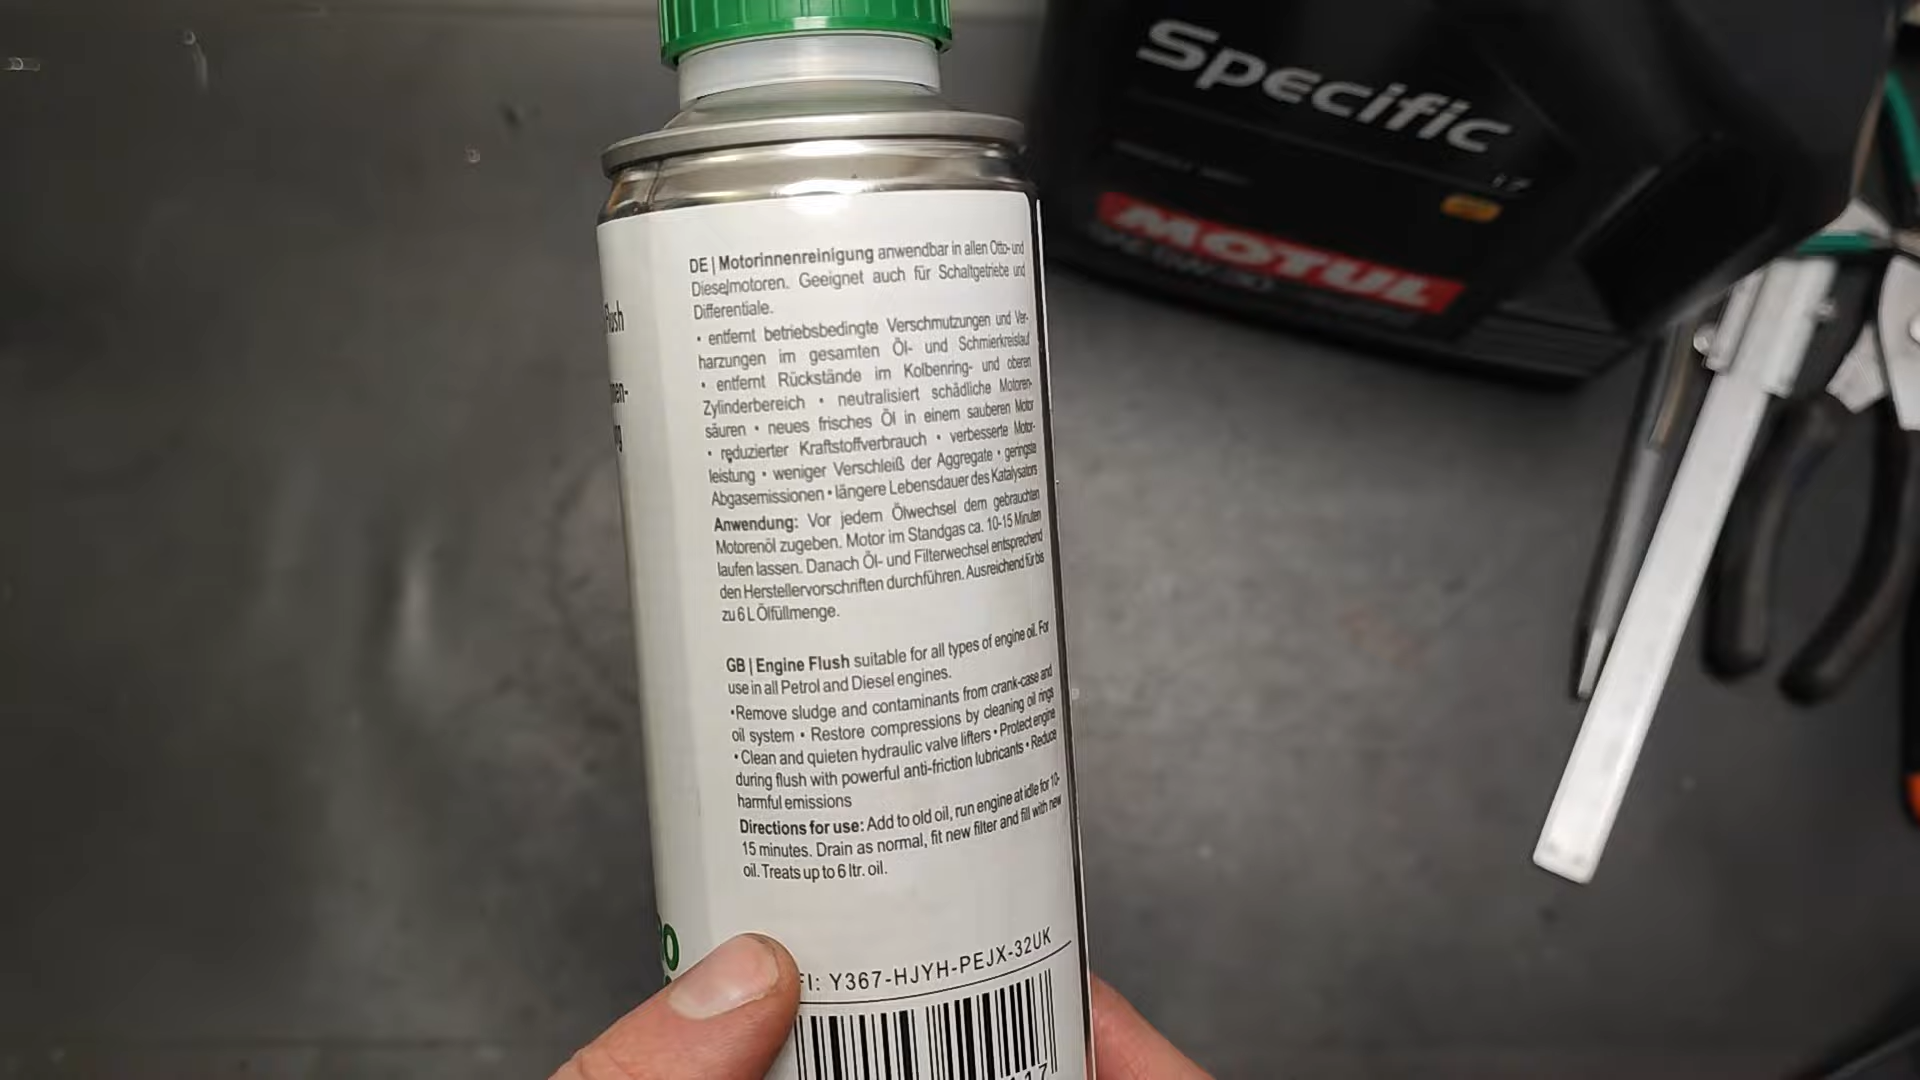 Specific
MOTUL
DE | Motorinnenreinigung anwendbar in allen Otto- und
Dieselmotoren. Geeignet auch für Schaltgetriebe und
Differentiale.
• entfernt betriebsbedingte Verschmutzungen und Ver-
harzungen im gesamten Öl- und Schmierkreislauf
• entfernt Rückstände im Kolbenring- und oberen
Zylinderbereich • neutralisiert schädliche Motoren-
säuren • neues frisches Öl in einem sauberen Motor
• reduzierter Kraftstoffverbrauch • verbesserte Motor-
leistung • weniger Verschleiß der Aggregate • geringste
Abgasemissionen • längere Lebensdauer des Katalysators
Anwendung: Vor jedem Ölwechsel dem gebrauchten
Motorenöl zugeben. Motor im Standgas ca. 10-15 Minuten
laufen lassen. Danach Öl- und Filterwechsel entsprechend
den Herstellervorschriften durchführen. Ausreichend für bis
zu 6 L Ölfüllmenge.
GB | Engine Flush suitable for all types of engine oil. For
use in all Petrol and Diesel engines.
•Remove sludge and contaminants from crank-case and
oil system • Restore compressions by cleaning oil rings
•Clean and quieten hydraulic valve lifters • Protect engine
during flush with powerful anti-friction lubricants • Reduce
harmful emissions
Directions for use: Add to old oil, run engine at idle for 10-
15 minutes. Drain as normal, fit new filter and fill with new
oil. Treats up to 6 ltr. oil.
FI: Y367-HJYH-PEJX-32UK